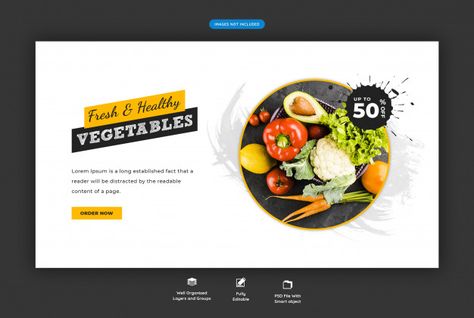 IMAGES NOT INCLUDED
Fresh & Healthy
VEGETABLES
UP TO
50% OFF
Lorem Ipsum is a long established fact that a
reader will be distracted by the readable
content of a page.
ORDER NOW
Well Organized
Layers and Groups
Fully
Editable
PSD File With
Smart object